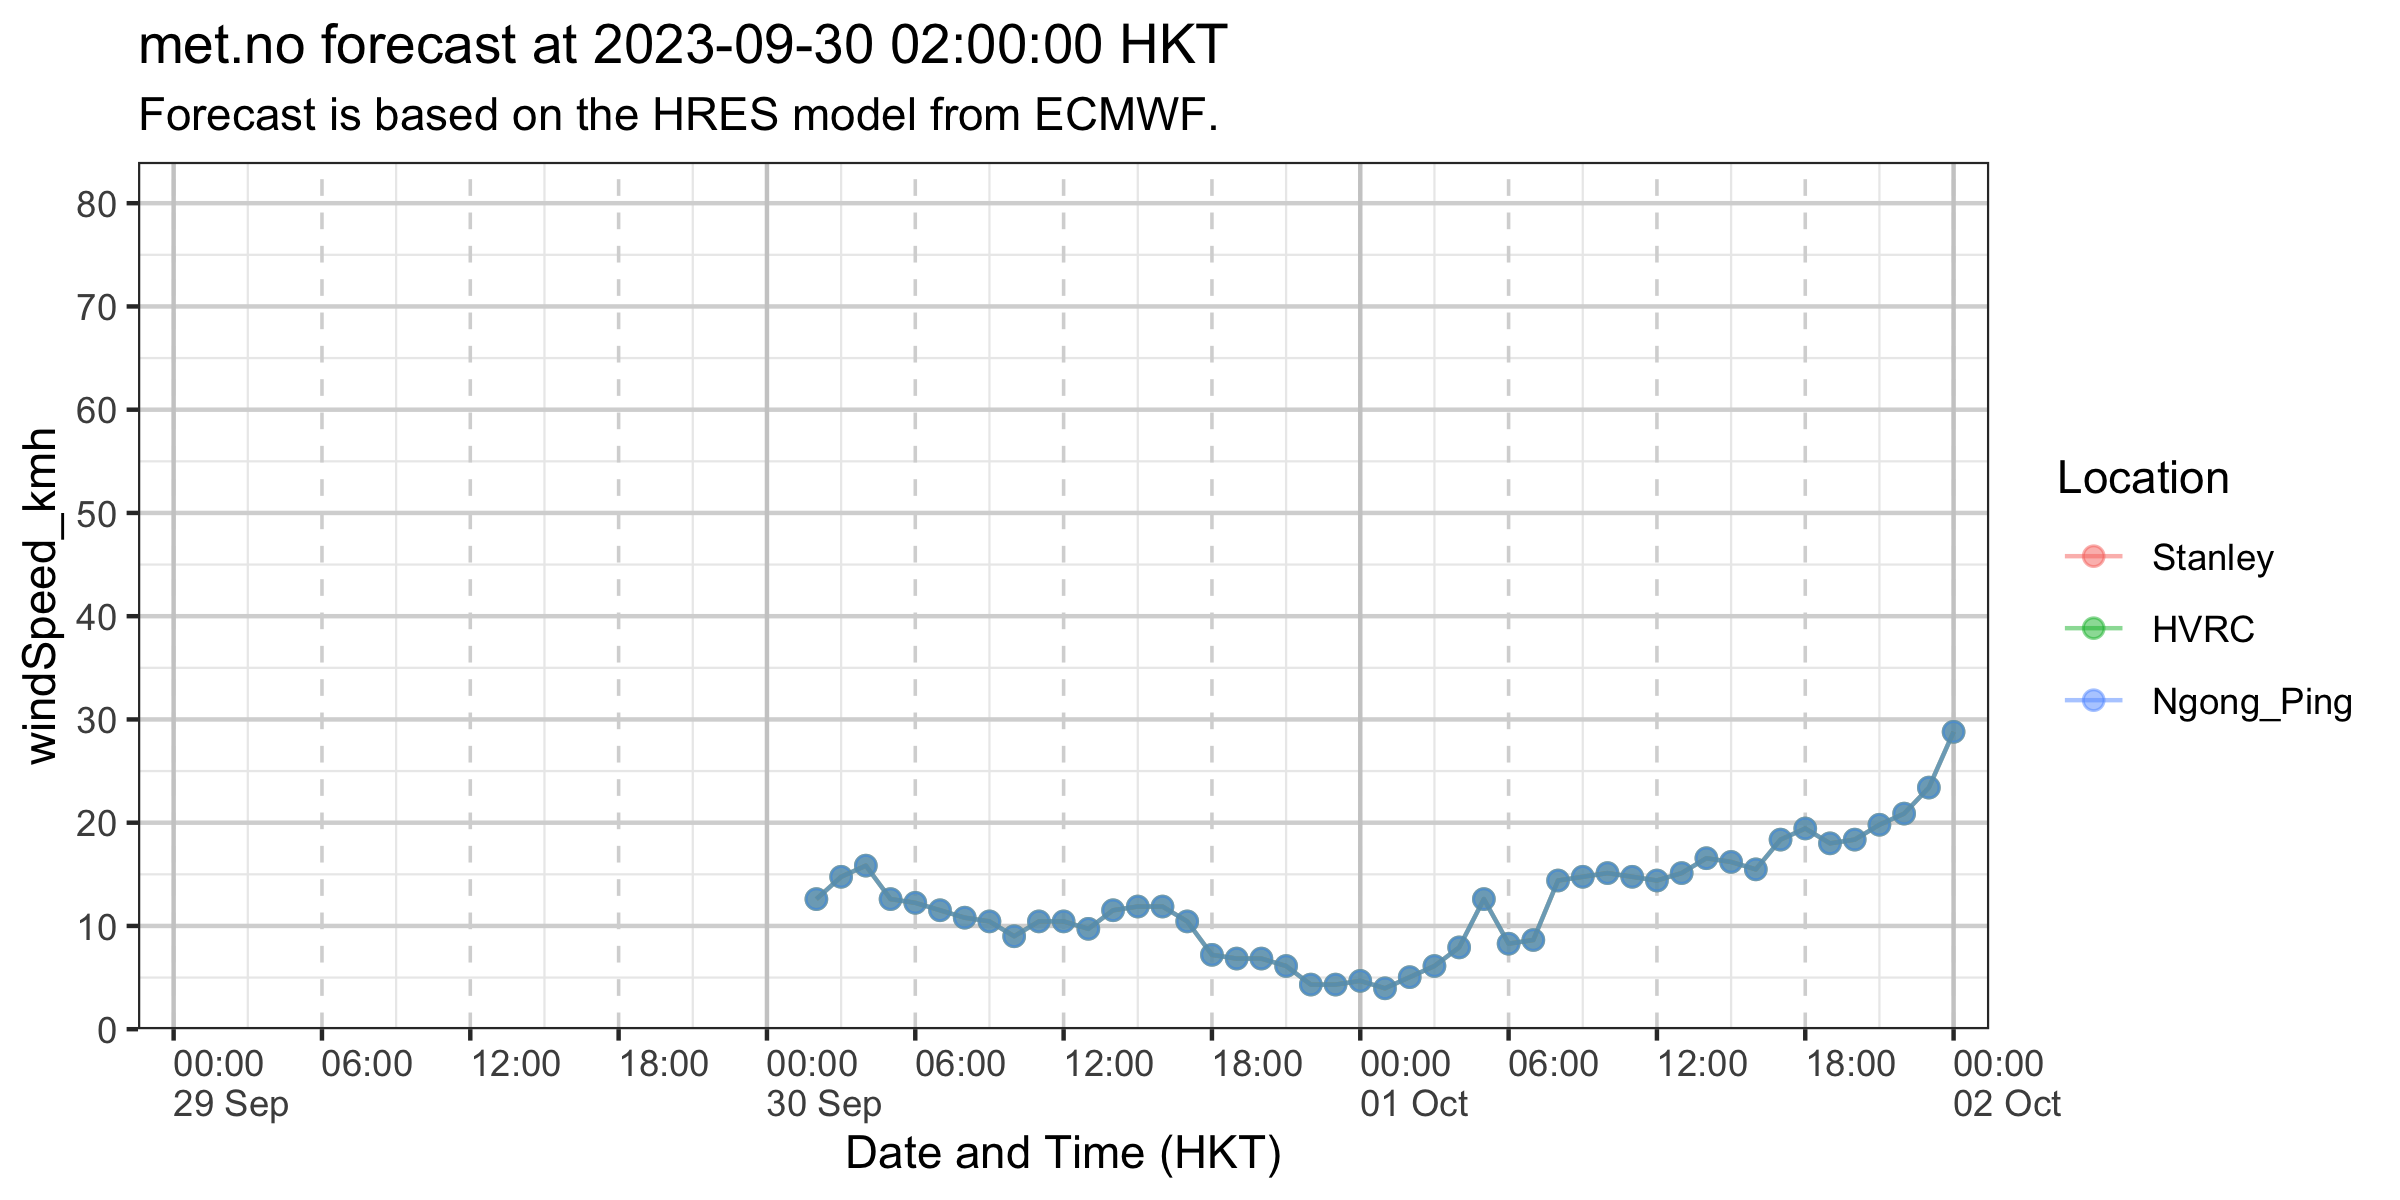 met.no forecast at 2023-09-30 02:00:00 HKT
Forecast is based on the HRES model from ECMWF.
windSpeed_kmh
80
70
60
50
40
30
20
10
0
00:00 06:00 12:00 18:00 00:00 06:00 12:00 18:00 00:00 06:00 12:00 18:00 00:00
29 Sep 30 Sep 01 Oct 02 Oct
Date and Time (HKT)
Location
Stanley
HVRC
Ngong_Ping